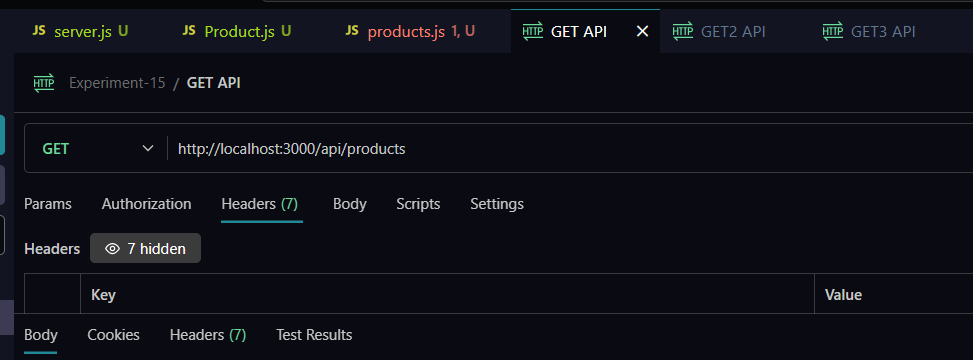 JS server.js U JS Product.js U JS products.js 1, U HTTP GET API HTTP GET2 API HTTP GET3 API
HTTP Experiment-15 / GET API
GET http://localhost:3000/api/products
Params Authorization Headers (7) Body Scripts Settings
Headers 7 hidden
Key Value
Body Cookies Headers (7) Test Results